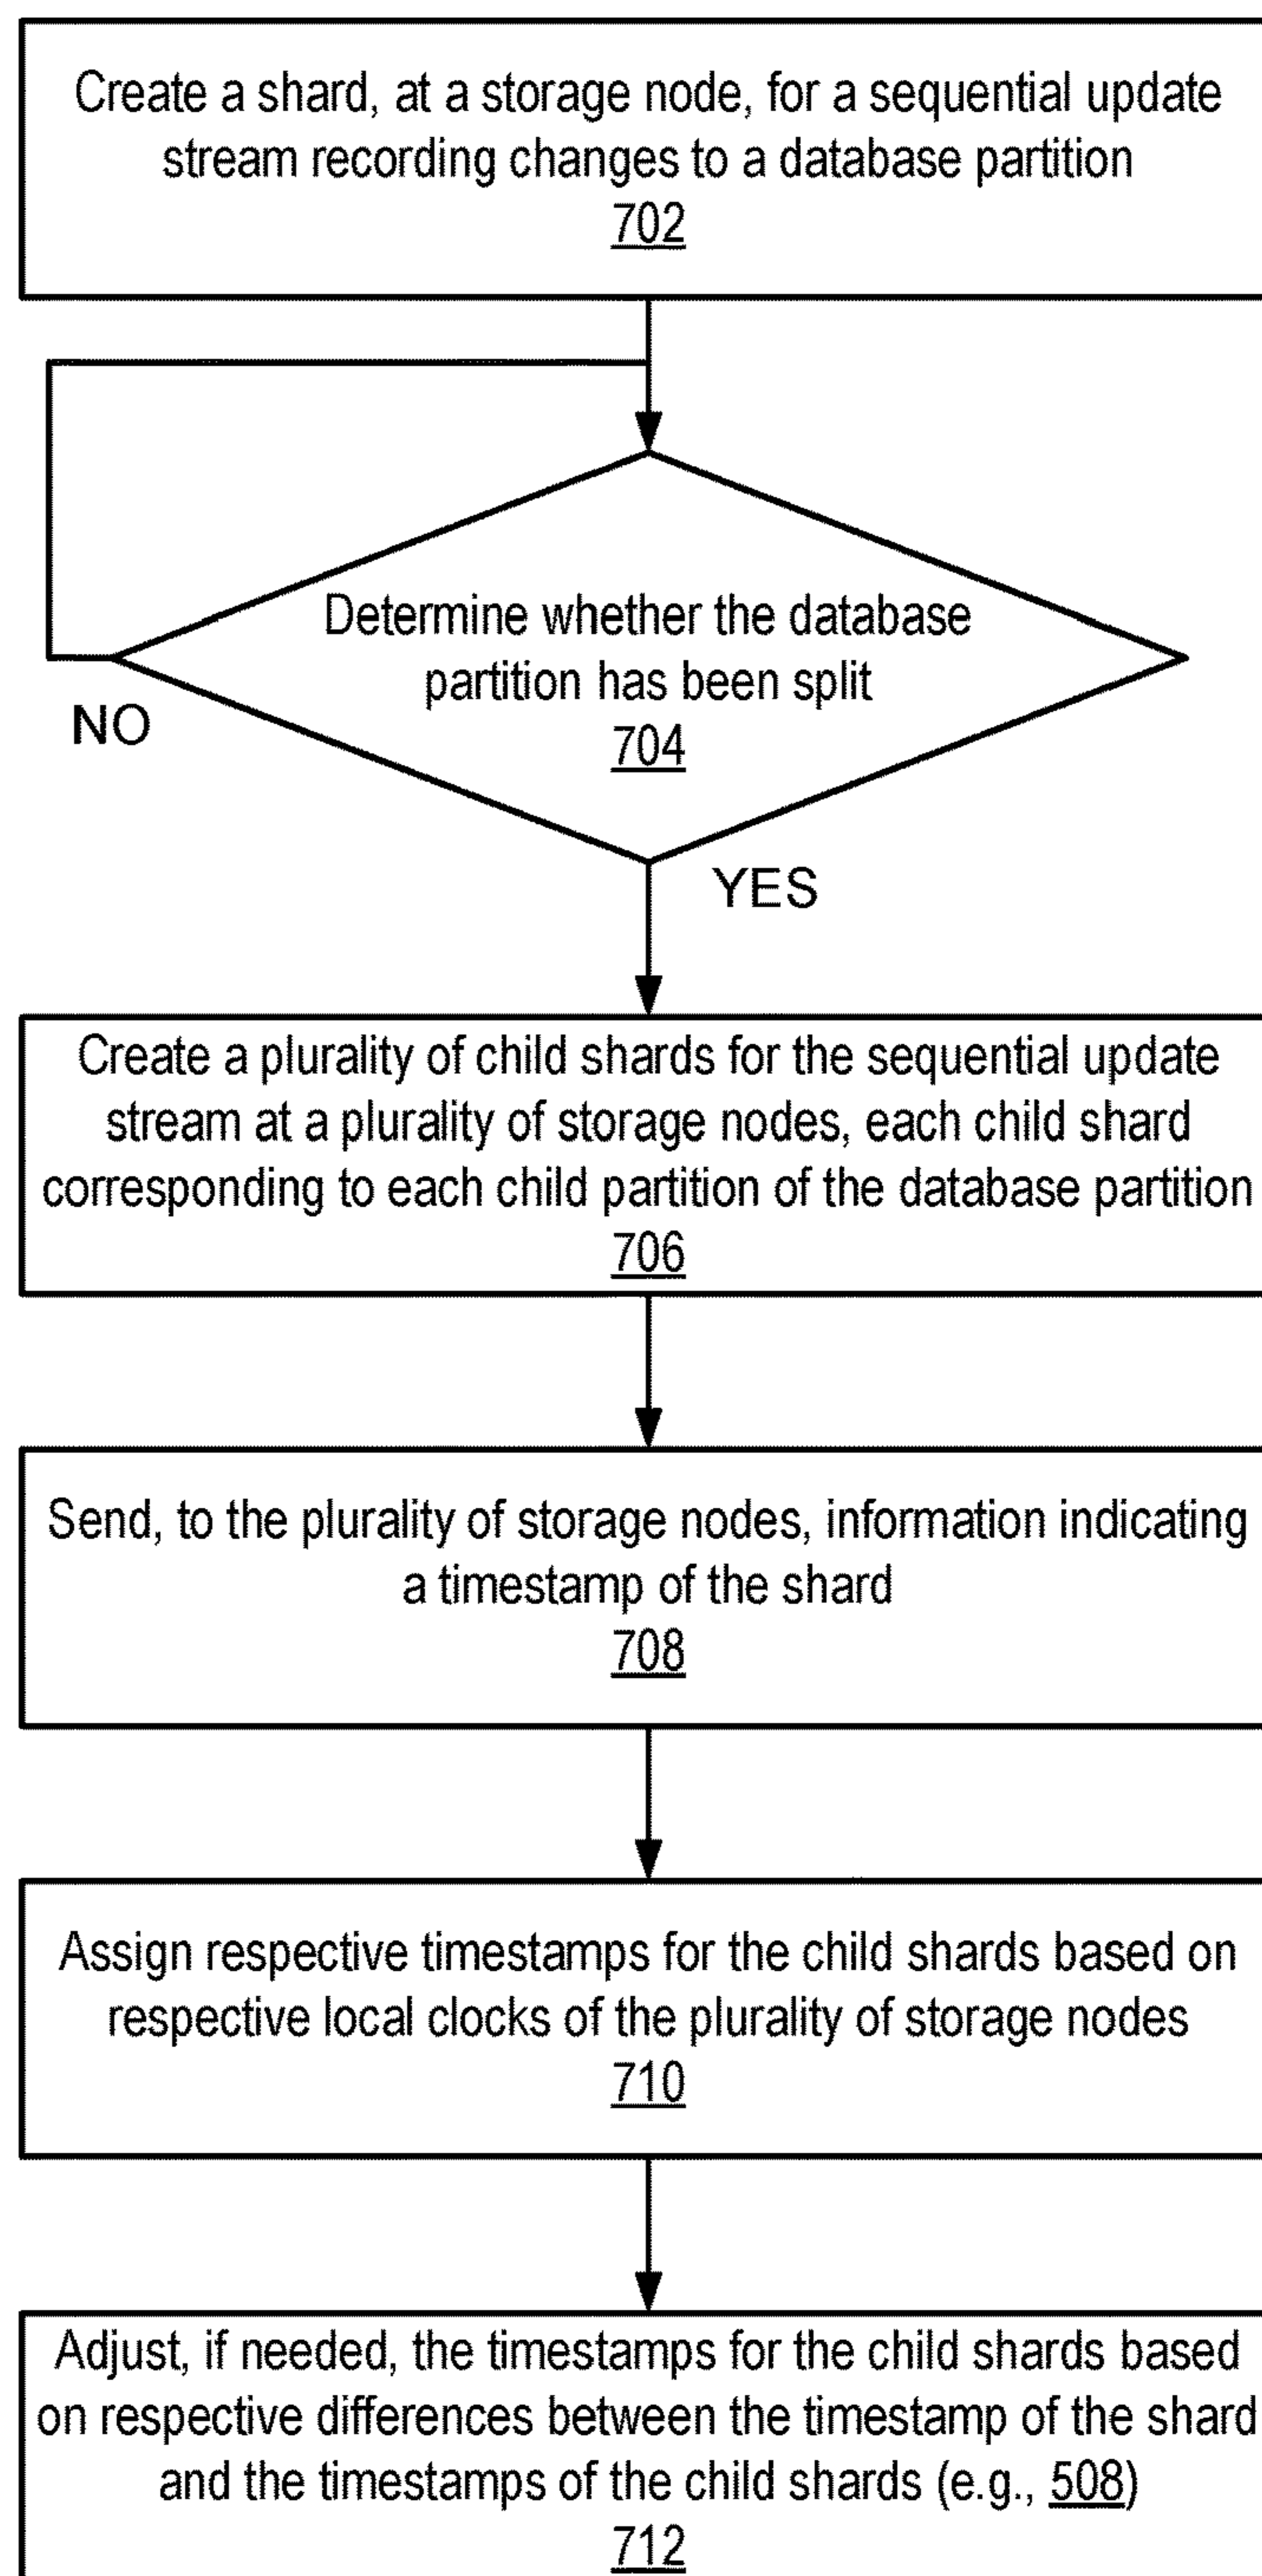 Create a shard, at a storage node, for a sequential update
stream recording changes to a database partition
702
Determine whether the database
partition has been split
704
NO
YES
Create a plurality of child shards for the sequential update
stream at a plurality of storage nodes, each child shard
corresponding to each child partition of the database partition
706
Send, to the plurality of storage nodes, information indicating
a timestamp of the shard
708
Assign respective timestamps for the child shards based on
respective local clocks of the plurality of storage nodes
710
Adjust, if needed, the timestamps for the child shards based
on respective differences between the timestamp of the shard
and the timestamps of the child shards (e.g., 508)
712